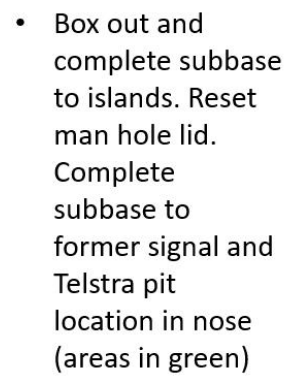 • Box out and
complete subbase
to islands. Reset
man hole lid.
Complete
subbase to
former signal and
Telstra pit
location in nose
(areas in green)